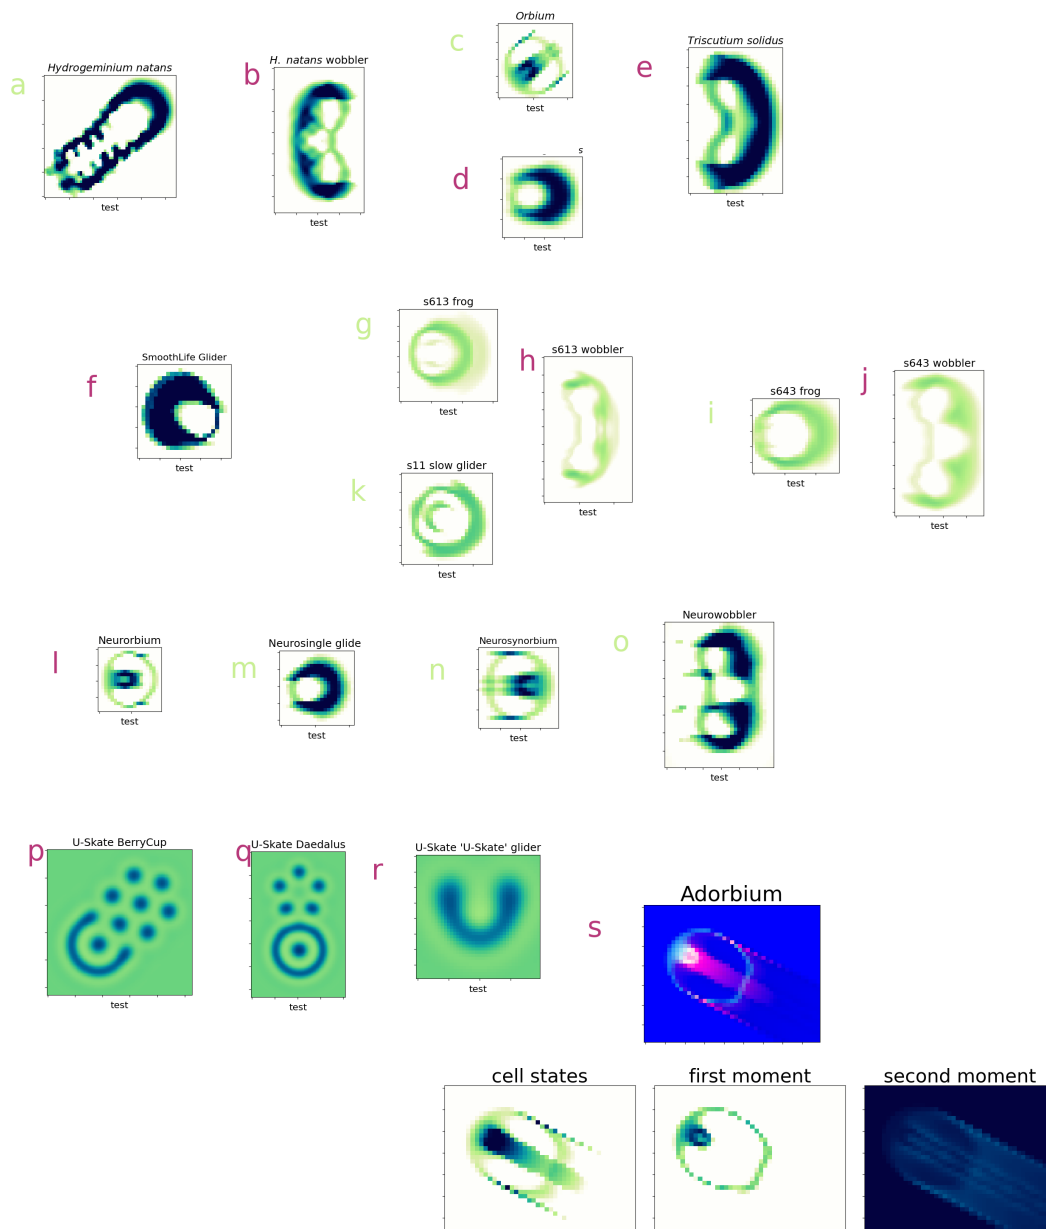 Orbium
c
Triscutium solidus
H. natans wobbler
e
Hydrogeminium natans
b
a
test
s
d
test
test
test
test
s613 frog
g
s613 wobbler
SmoothLife Glider
h
s643 wobbler
f
s643 frog
j
i
test
test
s11 slow glider
test
k
test
test
test
Neurowobbler
Neurorbium
Neurosingle glide
Neurosynorbium
o
l
m
n
test
test
test
test
U-Skate BerryCup
U-Skate Daedalus
U-Skate 'U-Skate' glider
p
q
r
Adorbium
s
test
test
test
cell states
first moment
second moment